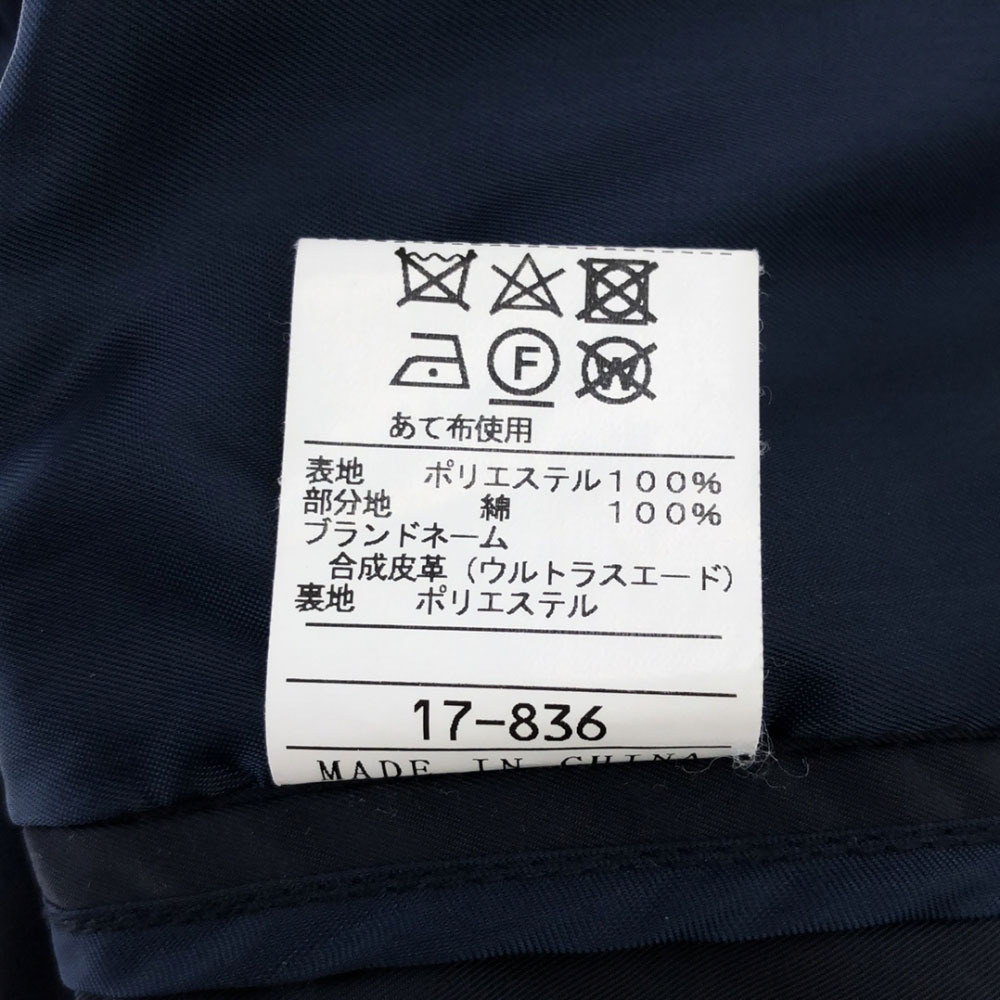 F W
あて布使用
表地 ポリエステル100%
部分地 綿 100%
ブランドネーム
合成皮革(ウルトラスエード)
裏地 ポリエステル
17-836
MADE IN CHINA